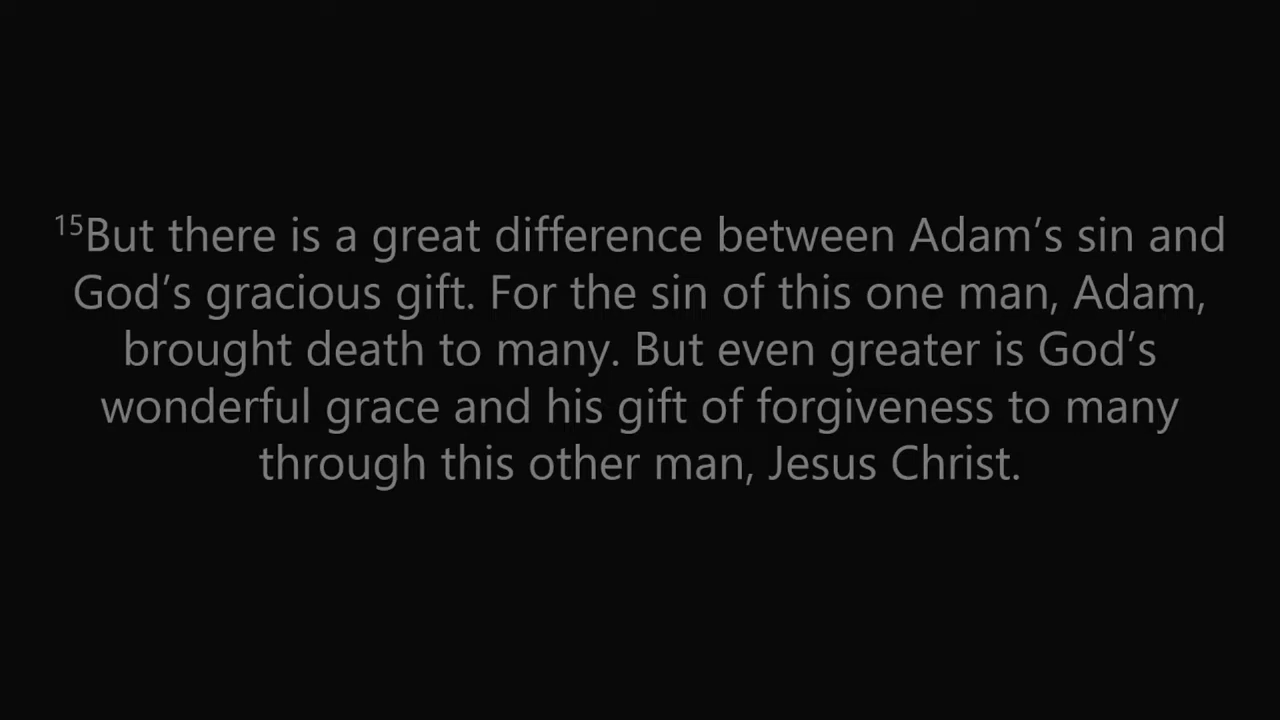 15But there is a great difference between Adam’s sin and
God’s gracious gift. For the sin of this one man, Adam,
brought death to many. But even greater is God’s
wonderful grace and his gift of forgiveness to many
through this other man, Jesus Christ.